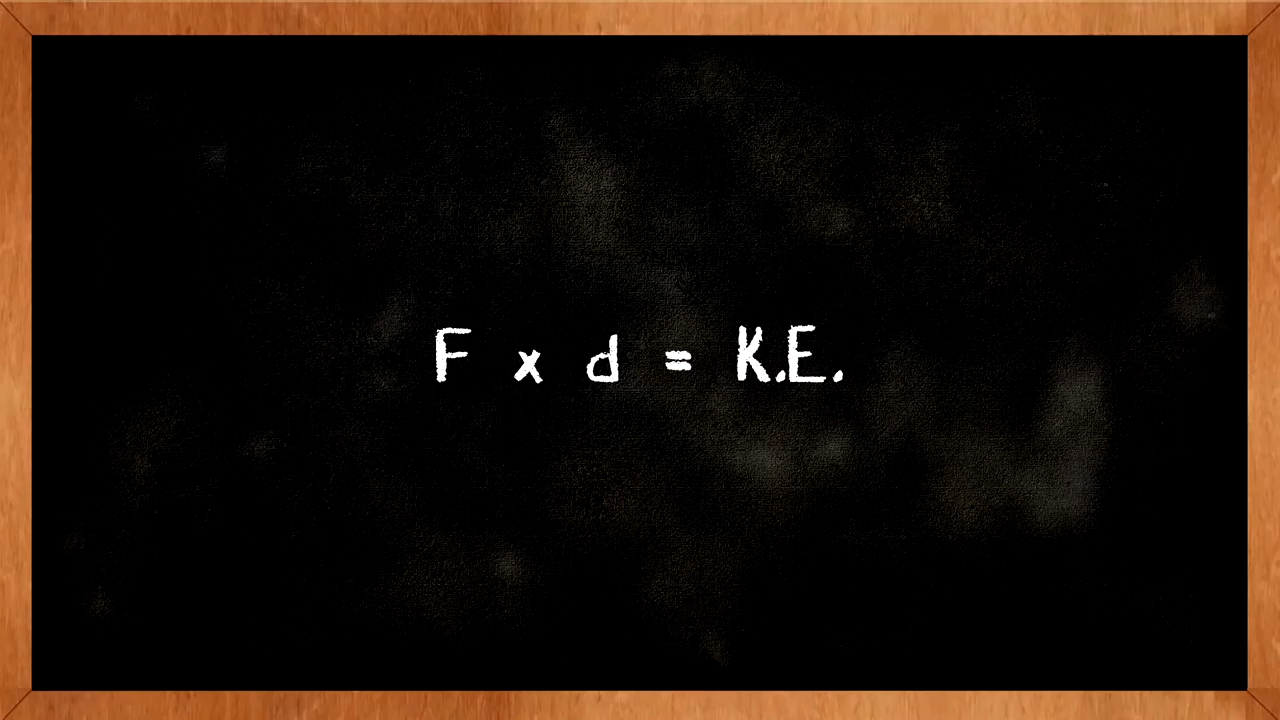 F x d = K.E.